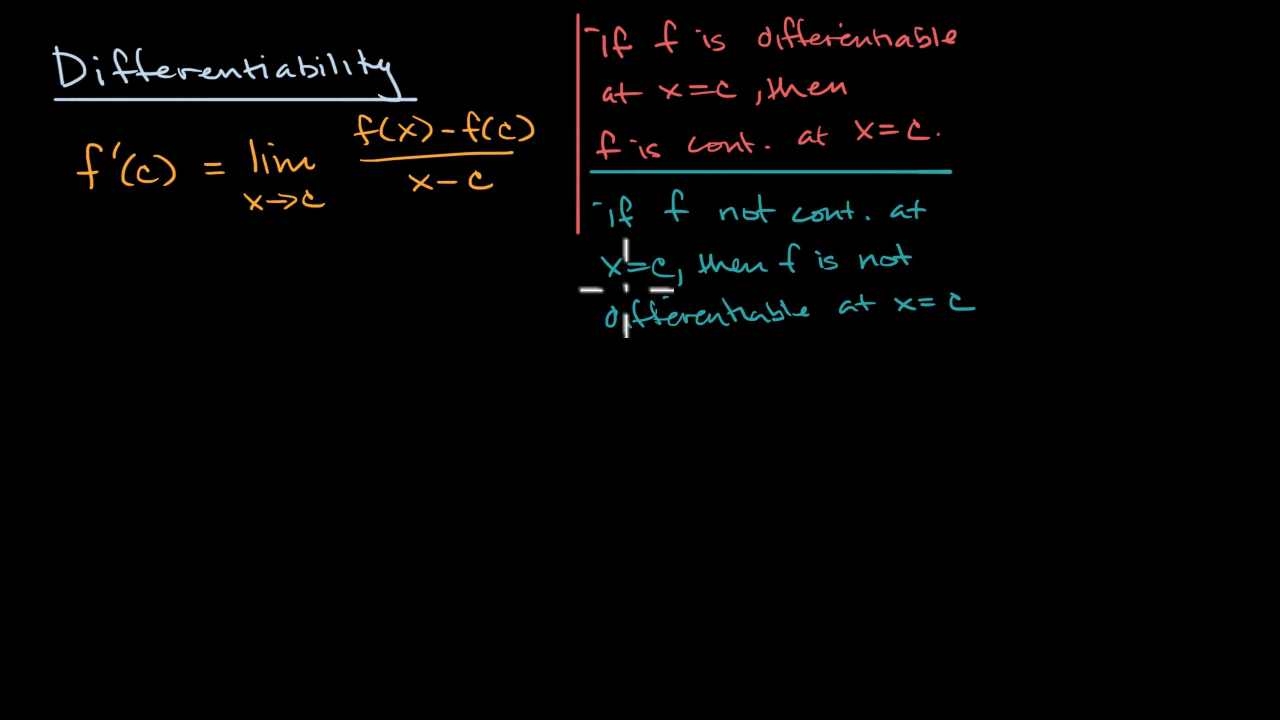 Differentiability
f'(c) = lim x→c f(x)-f(c) / x-c
-if f is differentiable
at x=c, then
f is cont. at x=c.
-if f not cont. at
x=c, then f is not
differentiable at x=c